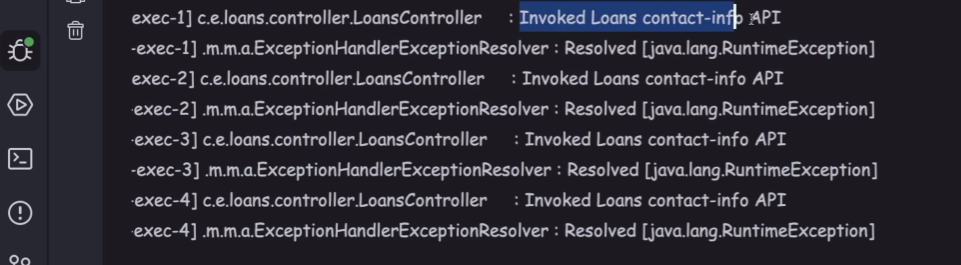 exec-1] c.e.loans.controller.LoansController : Invoked Loans contact-info API
-exec-1] .m.m.a.ExceptionHandlerExceptionResolver : Resolved [java.lang.RuntimeException]
exec-2] c.e.loans.controller.LoansController : Invoked Loans contact-info API
-exec-2] .m.m.a.ExceptionHandlerExceptionResolver : Resolved [java.lang.RuntimeException]
-exec-3] c.e.loans.controller.LoansController : Invoked Loans contact-info API
-exec-3] .m.m.a.ExceptionHandlerExceptionResolver : Resolved [java.lang.RuntimeException]
-exec-4] c.e.loans.controller.LoansController : Invoked Loans contact-info API
-exec-4] .m.m.a.ExceptionHandlerExceptionResolver : Resolved [java.lang.RuntimeException]